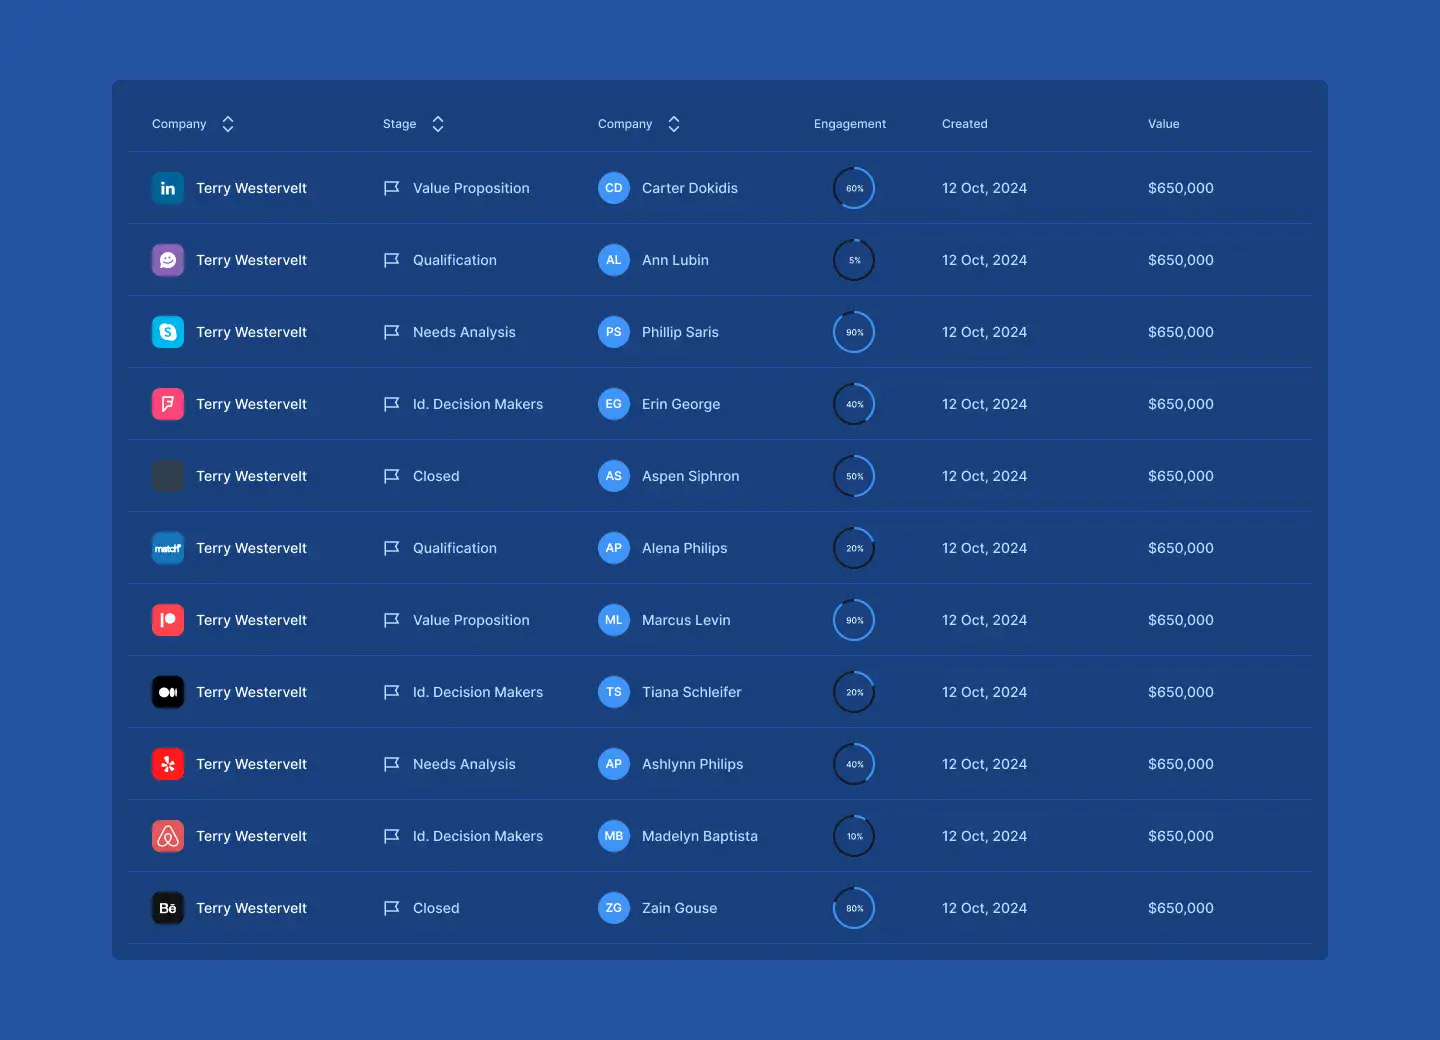 Company Stage Company Engagement Created Value
in Terry Westervelt Value Proposition CD Carter Dokidis 60% 12 Oct, 2024 $650,000
Terry Westervelt Qualification AL Ann Lubin 5% 12 Oct, 2024 $650,000
S Terry Westervelt Needs Analysis PS Phillip Saris 90% 12 Oct, 2024 $650,000
Terry Westervelt Id. Decision Makers EG Erin George 40% 12 Oct, 2024 $650,000
Terry Westervelt Closed AS Aspen Siphron 50% 12 Oct, 2024 $650,000
match Terry Westervelt Qualification AP Alena Philips 20% 12 Oct, 2024 $650,000
Terry Westervelt Value Proposition ML Marcus Levin 90% 12 Oct, 2024 $650,000
Terry Westervelt Id. Decision Makers TS Tiana Schleifer 20% 12 Oct, 2024 $650,000
Terry Westervelt Needs Analysis AP Ashlynn Philips 40% 12 Oct, 2024 $650,000
Terry Westervelt Id. Decision Makers MB Madelyn Baptista 10% 12 Oct, 2024 $650,000
Bē Terry Westervelt Closed ZG Zain Gouse 80% 12 Oct, 2024 $650,000